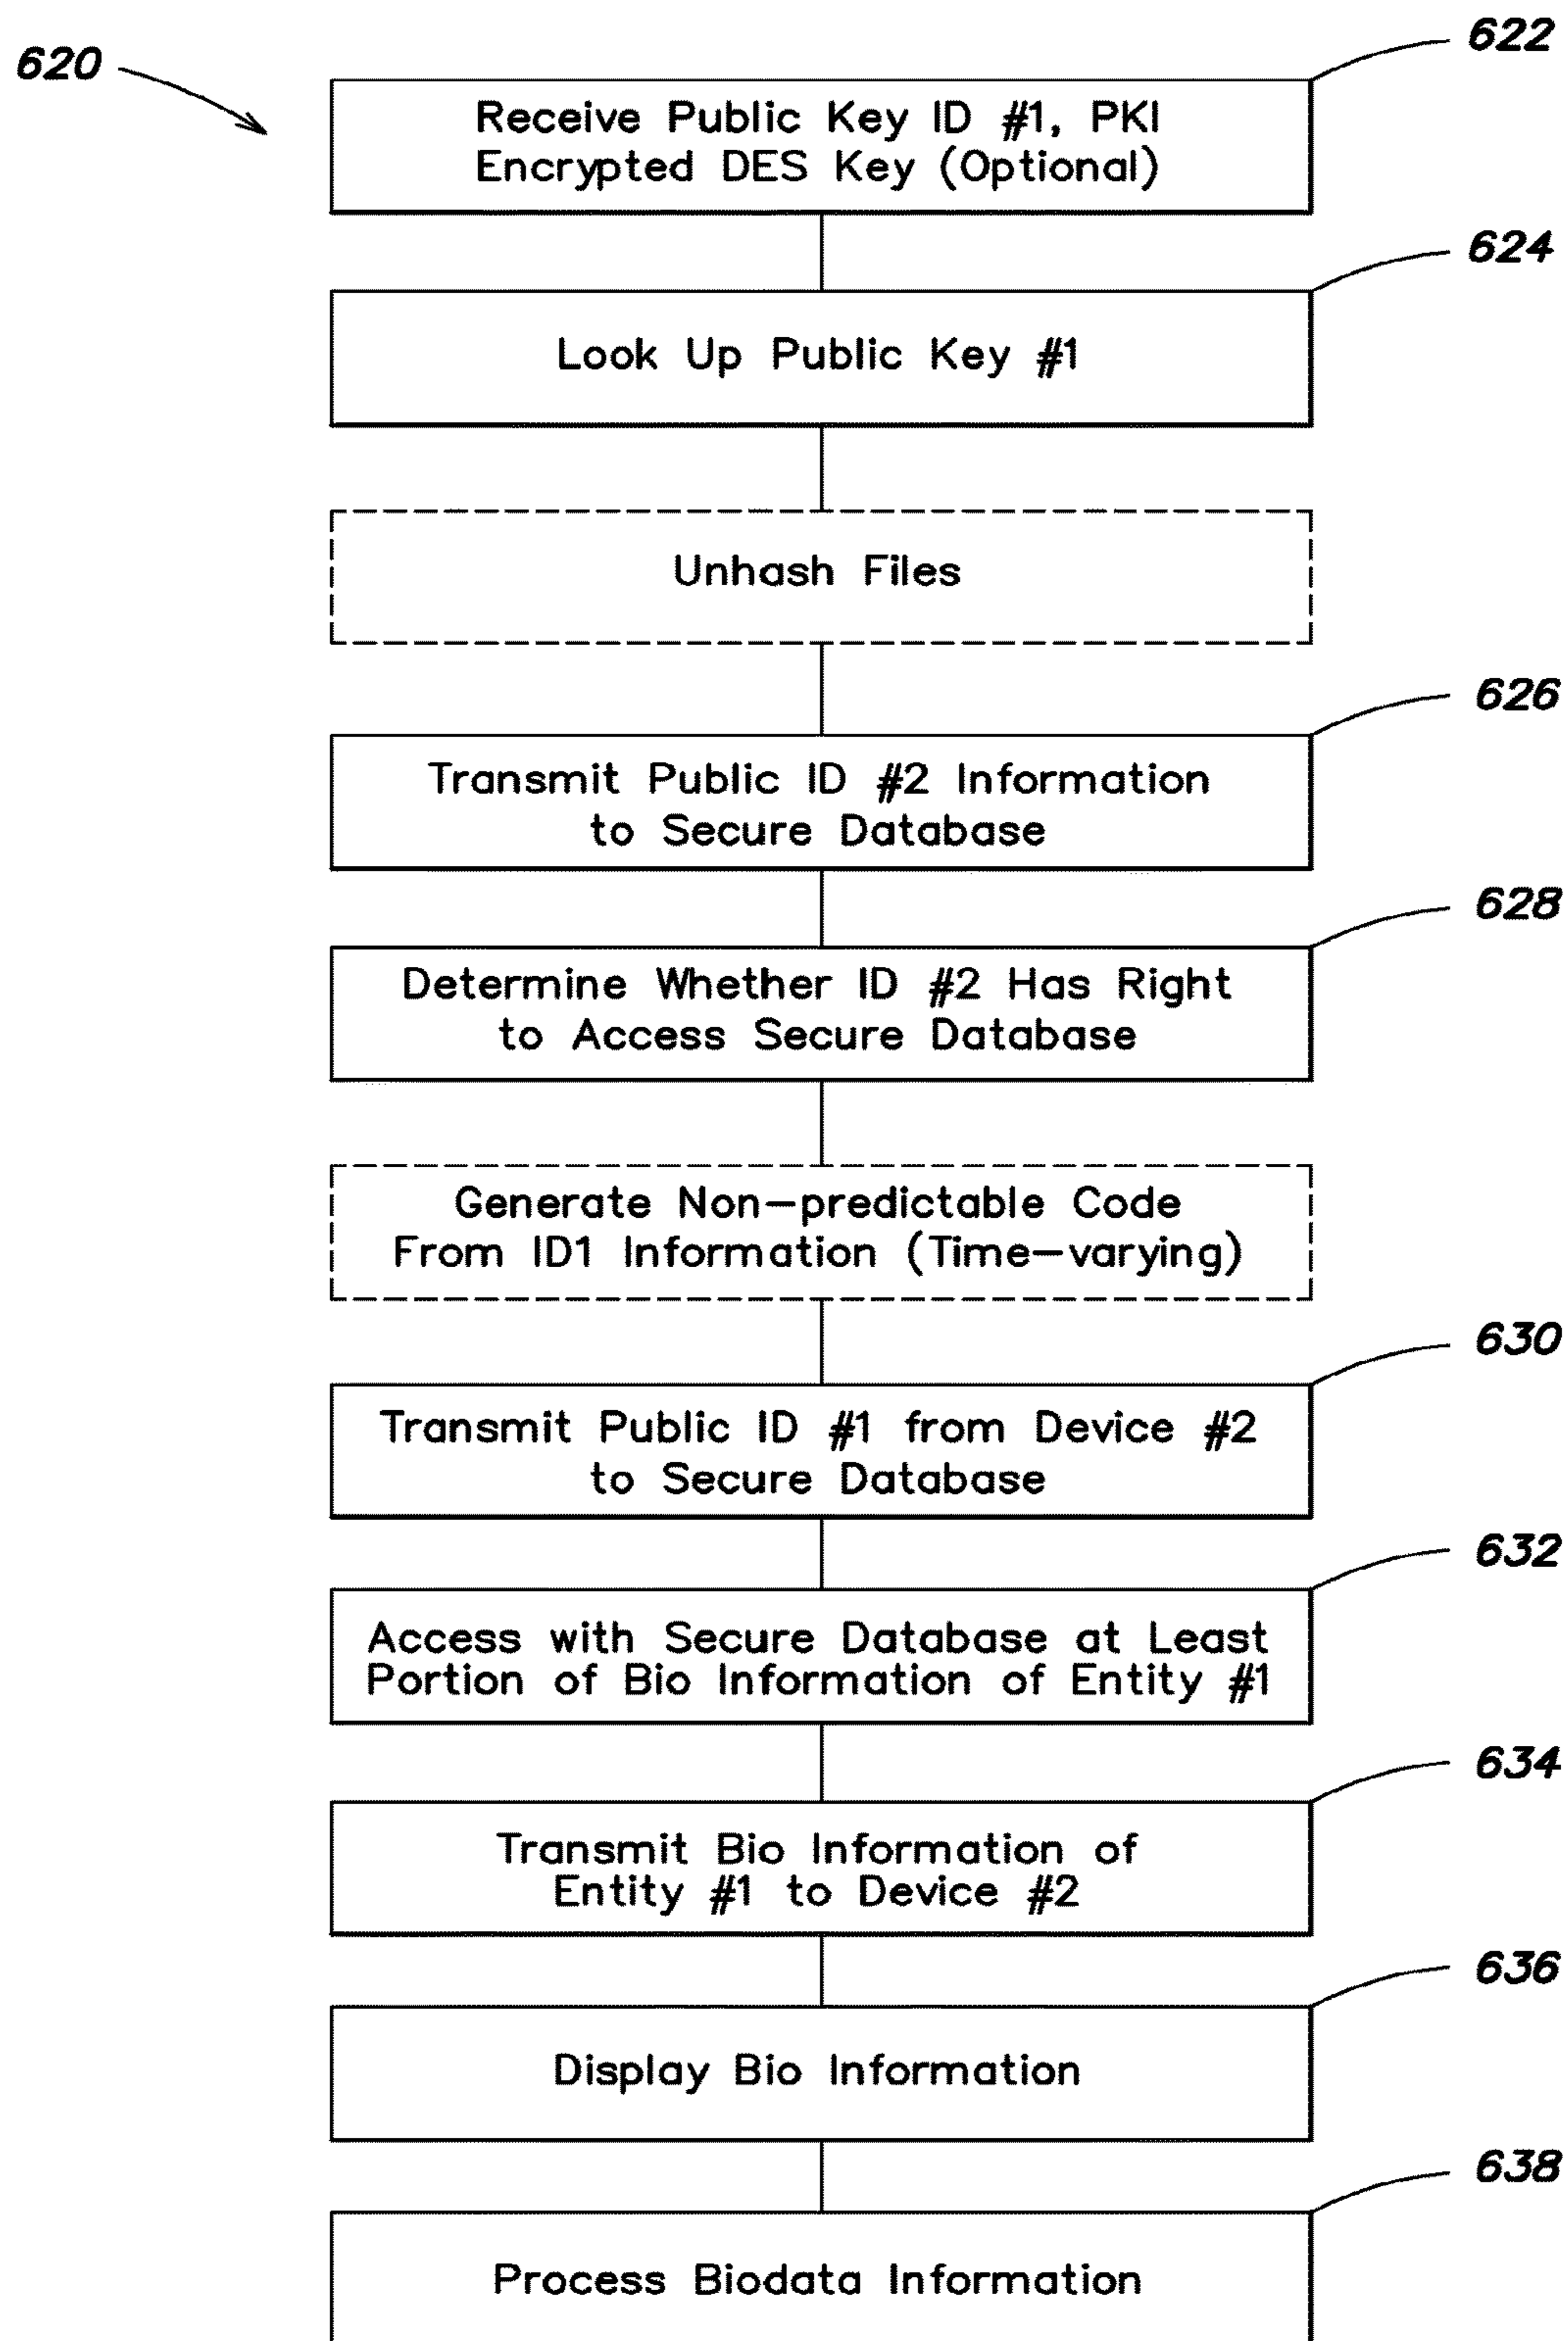 620
622
Receive Public Key ID #1, PKI
Encrypted DES Key (Optional)
624
Look Up Public Key #1
Unhash Files
626
Transmit Public ID #2 Information
to Secure Database
628
Determine Whether ID #2 Has Right
to Access Secure Database
Generate Non-predictable Code
From ID1 Information (Time-varying)
630
Transmit Public ID #1 from Device #2
to Secure Database
632
Access with Secure Database at Least
Portion of Bio Information of Entity #1
634
Transmit Bio Information of
Entity #1 to Device #2
636
Display Bio Information
638
Process Biodata Information